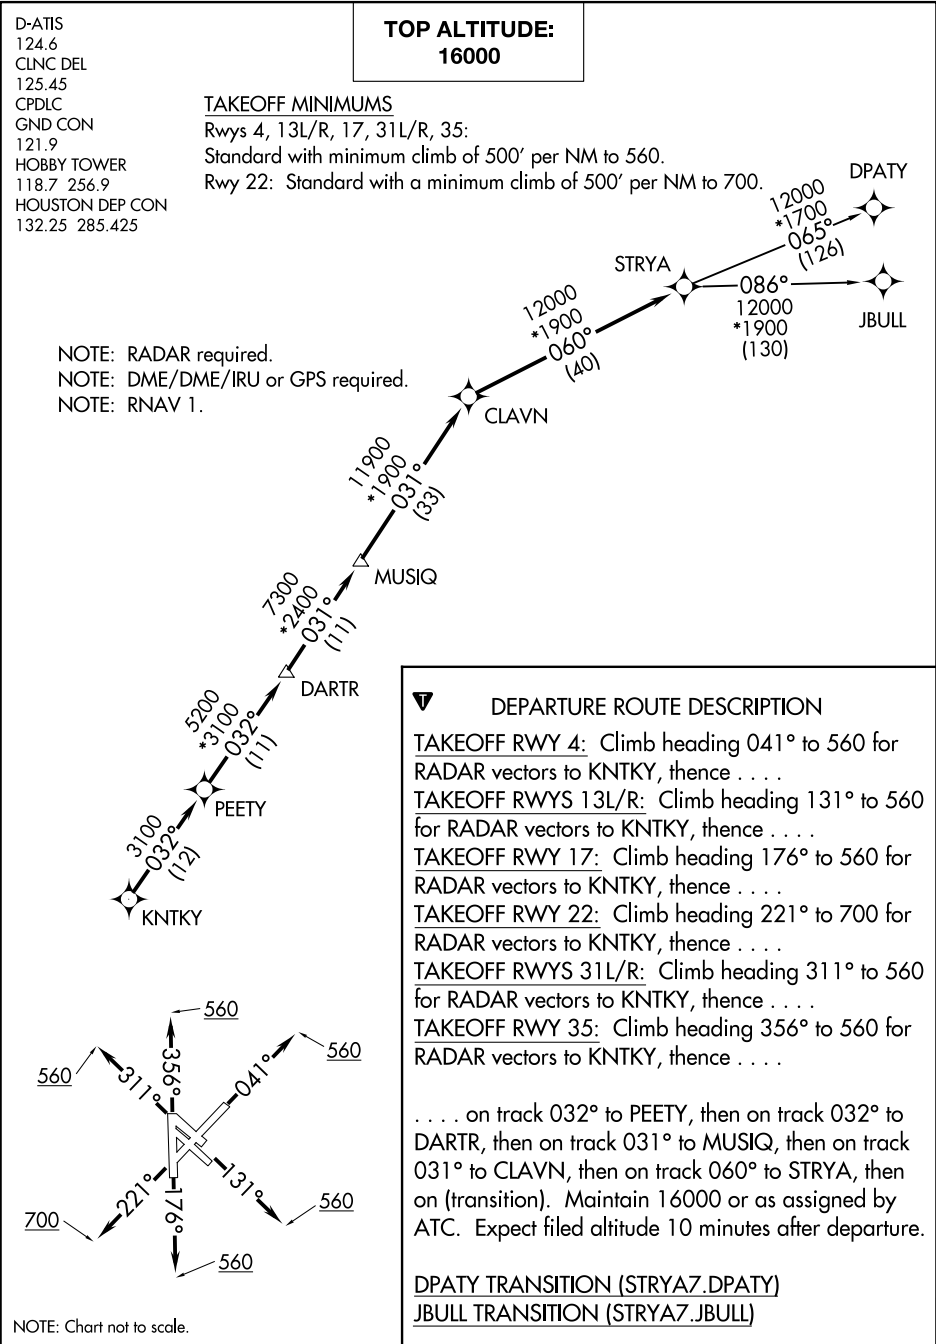 D-ATIS
124.6
CLNC DEL
125.45
CPDLC
GND CON
121.9
HOBBY TOWER
118.7 256.9
HOUSTON DEP CON
132.25 285.425
TOP ALTITUDE:
16000
TAKEOFF MINIMUMS
Rwys 4, 13L/R, 17, 31L/R, 35:
Standard with minimum climb of 500' per NM to 560.
Rwy 22: Standard with a minimum climb of 500' per NM to 700.
DPATY
12000
*1700
065°
(126)
STRYA
086°
12000
*1900
(130)
JBULL
12000
*1900
060°
(40)
NOTE: RADAR required.
NOTE: DME/DME/IRU or GPS required.
NOTE: RNAV 1.
CLAVN
11900
*1900
031°
(33)
MUSIQ
7300
*2400
031°
(11)
DARTR
5200
*3100
032°
(11)
PEETY
3100
032°
(12)
KNTKY
T
DEPARTURE ROUTE DESCRIPTION
TAKEOFF RWY 4: Climb heading 041° to 560 for
RADAR vectors to KNTKY, thence . . . .
TAKEOFF RWYS 13L/R: Climb heading 131° to 560
for RADAR vectors to KNTKY, thence . . . .
TAKEOFF RWY 17: Climb heading 176° to 560 for
RADAR vectors to KNTKY, thence . . . .
TAKEOFF RWY 22: Climb heading 221° to 700 for
RADAR vectors to KNTKY, thence . . . .
TAKEOFF RWYS 31L/R: Climb heading 311° to 560
for RADAR vectors to KNTKY, thence . . . .
TAKEOFF RWY 35: Climb heading 356° to 560 for
RADAR vectors to KNTKY, thence . . . .
. . . . on track 032° to PEETY, then on track 032° to
DARTR, then on track 031° to MUSIQ, then on track
031° to CLAVN, then on track 060° to STRYA, then
on (transition). Maintain 16000 or as assigned by
ATC. Expect filed altitude 10 minutes after departure.
DPATY TRANSITION (STRYA7.DPATY)
JBULL TRANSITION (STRYA7.JBULL)
560
560
560
311°
356°
041°
221°
176°
131°
700
560
560
NOTE: Chart not to scale.